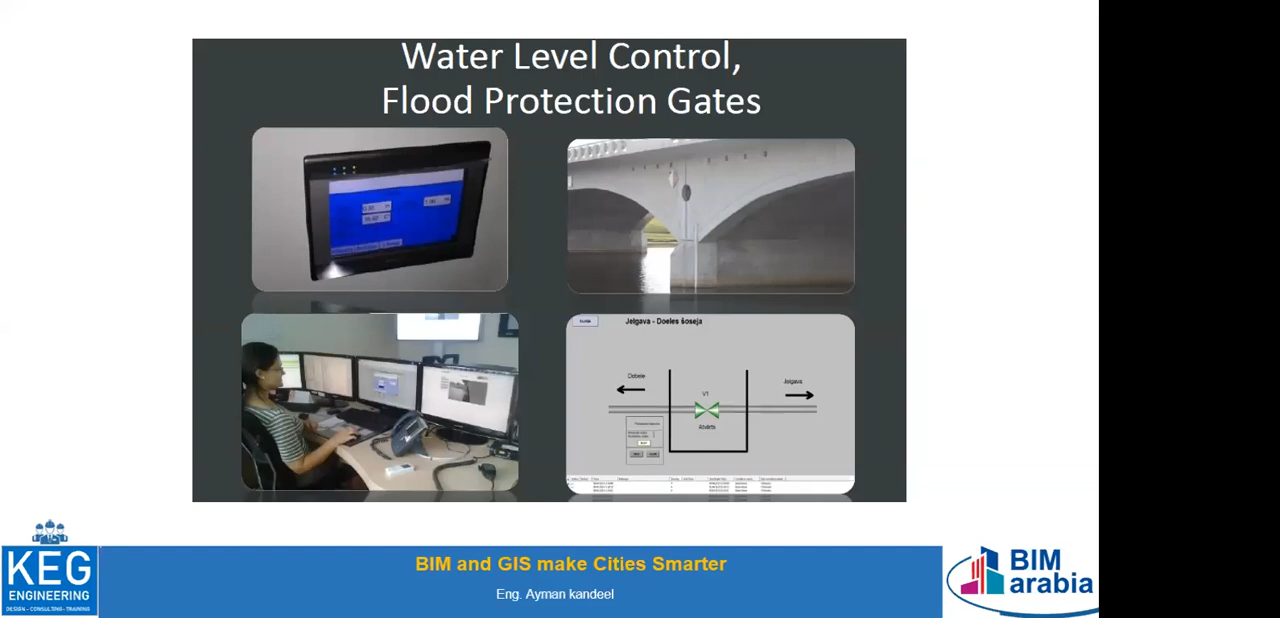 Water Level Control,
Flood Protection Gates
Jelgava - Dobeles šoseja
Dobele
Jelgava
V1
Atvērts
KEG
ENGINEERING
DESIGN - CONSULTING - TRAINING
BIM and GIS make Cities Smarter
Eng. Ayman kandeel
BIM
arabia